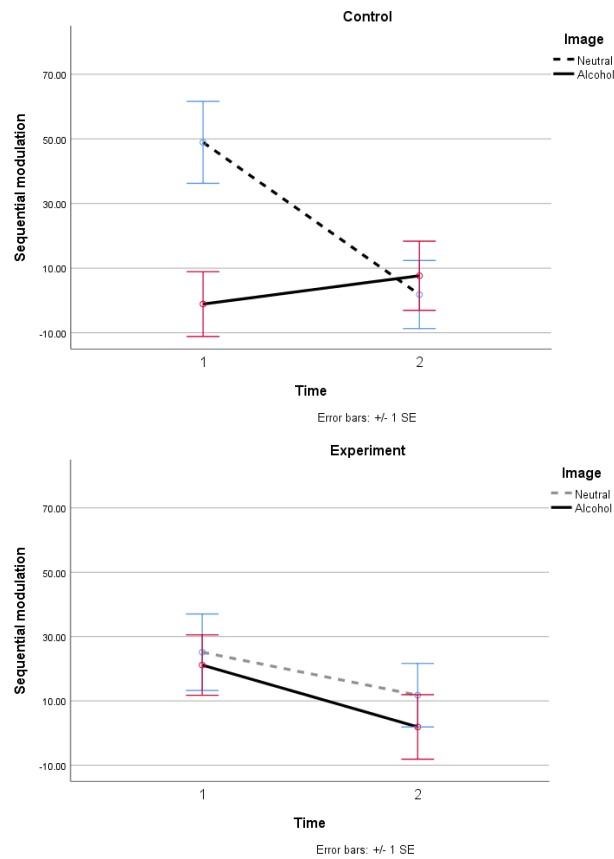 Control
Image
Neutral
Alcohol
70.00
50.00
30.00
10.00
-10.00
Sequential modulation
1 2
Time
Error bars: +/- 1 SE
Experiment
Image
Neutral
Alcohol
70.00
50.00
30.00
10.00
-10.00
Sequential modulation
1 2
Time
Error bars: +/- 1 SE